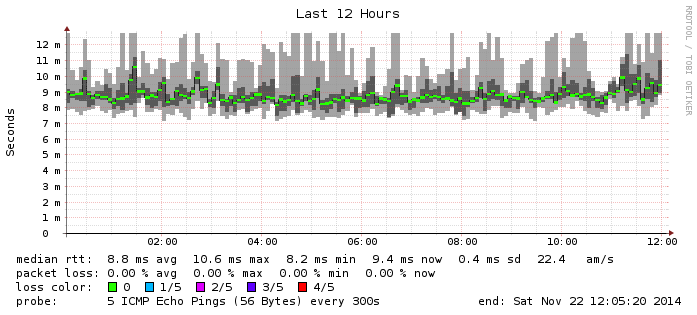 Last 12 Hours
RRDTOOL / TOBI OETIKER
Seconds
12 m
11 m
10 m
9 m
8 m
7 m
6 m
5 m
4 m
3 m
2 m
1 m
0
02:00 04:00 06:00 08:00 10:00 12:00
median rtt: 8.8 ms avg 10.6 ms max 8.2 ms min 9.4 ms now 0.4 ms sd 22.4 am/s
packet loss: 0.00 % avg 0.00 % max 0.00 % min 0.00 % now
loss color: 0 1/5 2/5 3/5 4/5
probe: 5 ICMP Echo Pings (56 Bytes) every 300s end: Sat Nov 22 12:05:20 2014